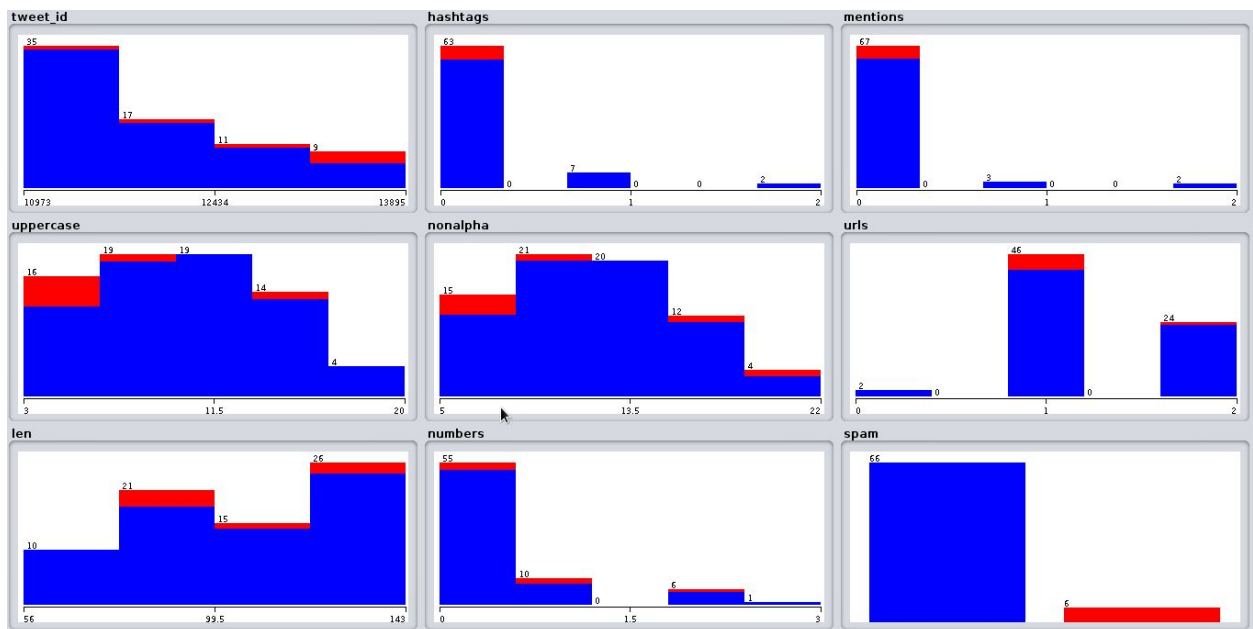 tweet_id hashtags mentions
35 63 67
17
11
9
7
0 0 0 2
3
0 0 0 2
10973 12434 13895
0 1 2
0 1 2
uppercase nonalpha urls
16 19 19 14 4
15 21 20 12 4
2 0 46 0 24
3 11.5 20
5 13.5 22
0 1 2
len numbers spam
10 21 15 26
55 10 0 6 1
66 6
56 99.5 143
0 1.5 3